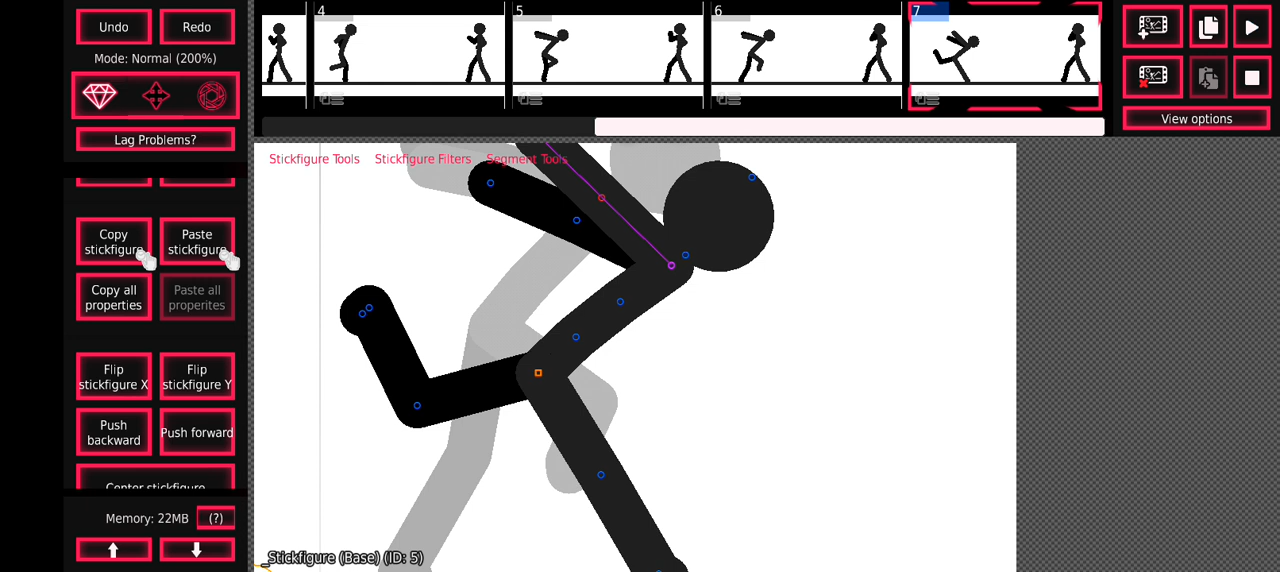 Undo
Redo
Mode: Normal (200%)
Lag Problems?
4
5
6
7
View options
Stickfigure Tools
Stickfigure Filters
Segment Tools
Copy
stickfigure
Paste
stickfigure
Copy all
properties
Paste all
properites
Flip
stickfigure X
Flip
stickfigure Y
Push
backward
Push forward
Center stickfigure
Memory: 22MB
(?)
_Stickfigure (Base) (ID: 5)